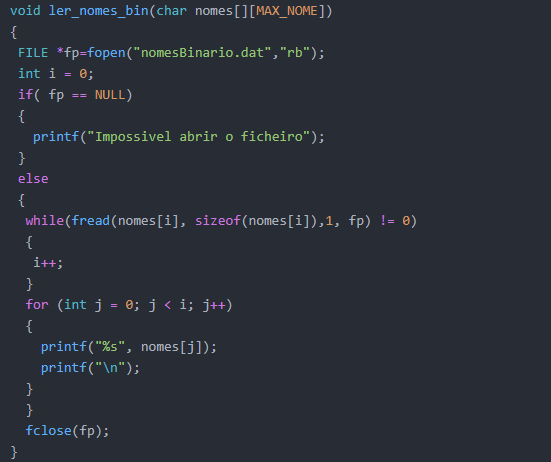 void ler_nomes_bin(char nomes[][MAX_NOME])
{
FILE *fp=fopen("nomesBinario.dat","rb");
int i = 0;
if( fp == NULL)
{
printf("Impossivel abrir o ficheiro");
}
else
{
while(fread(nomes[i], sizeof(nomes[i]),1, fp) != 0)
{
i++;
}
for (int j = 0; j < i; j++)
{
printf("%s", nomes[j]);
printf("\n");
}
}
fclose(fp);
}